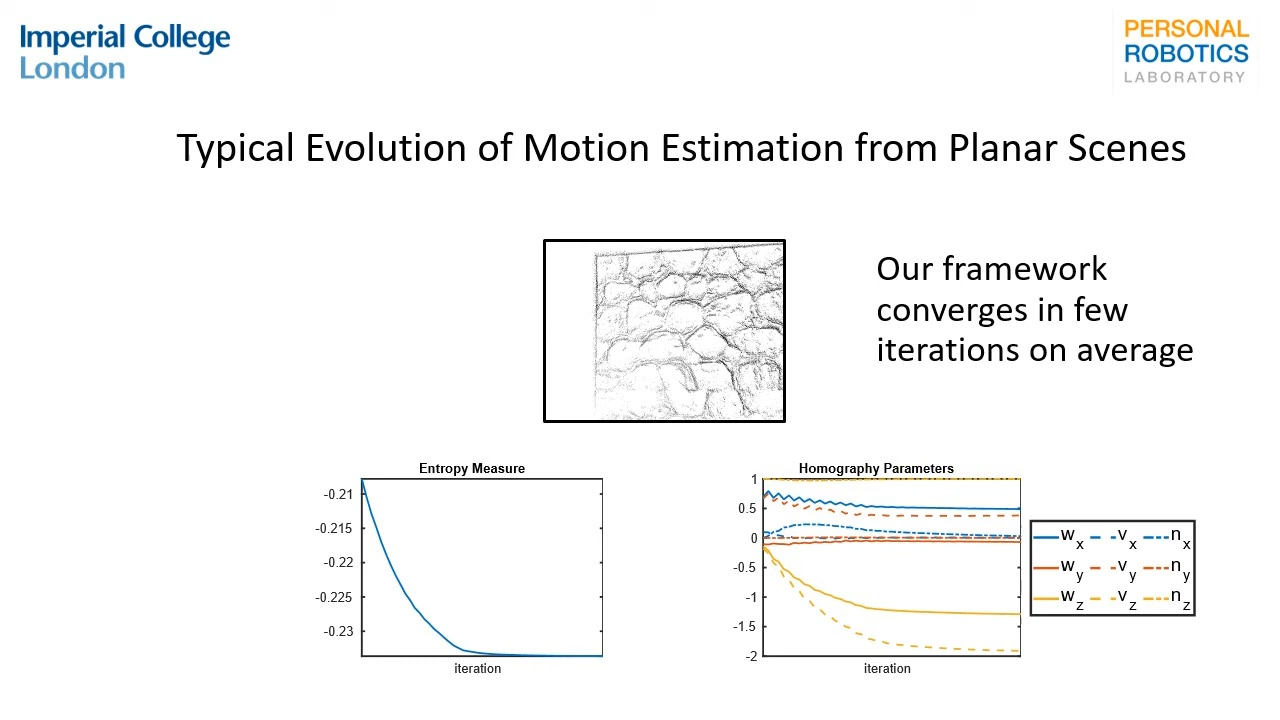 Imperial College
London
PERSONAL
ROBOTICS
LABORATORY
Typical Evolution of Motion Estimation from Planar Scenes
Our framework
converges in few
iterations on average
Entropy Measure
-0.21
-0.215
-0.22
-0.225
-0.23
iteration
Homography Parameters
1
0.5
0
-0.5
-1
-1.5
-2
iteration
wx vx nx
wy vy ny
wz vz nz